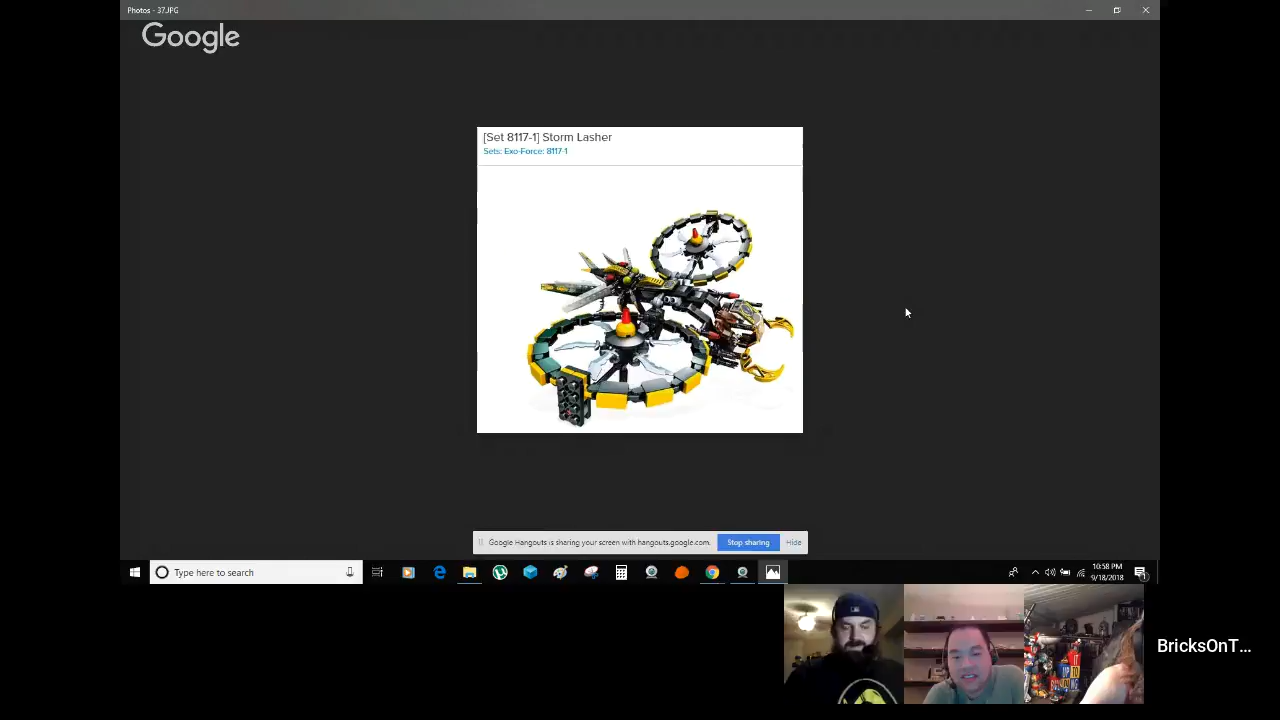 Photos - 37.JPG
Google
[Set 8117-1] Storm Lasher
Sets: Exo-Force: 8117-1
Google Hangouts is sharing your screen with hangouts.google.com.
Stop sharing
Hide
Type here to search
10:58 PM
9/18/2018
BricksOnT...